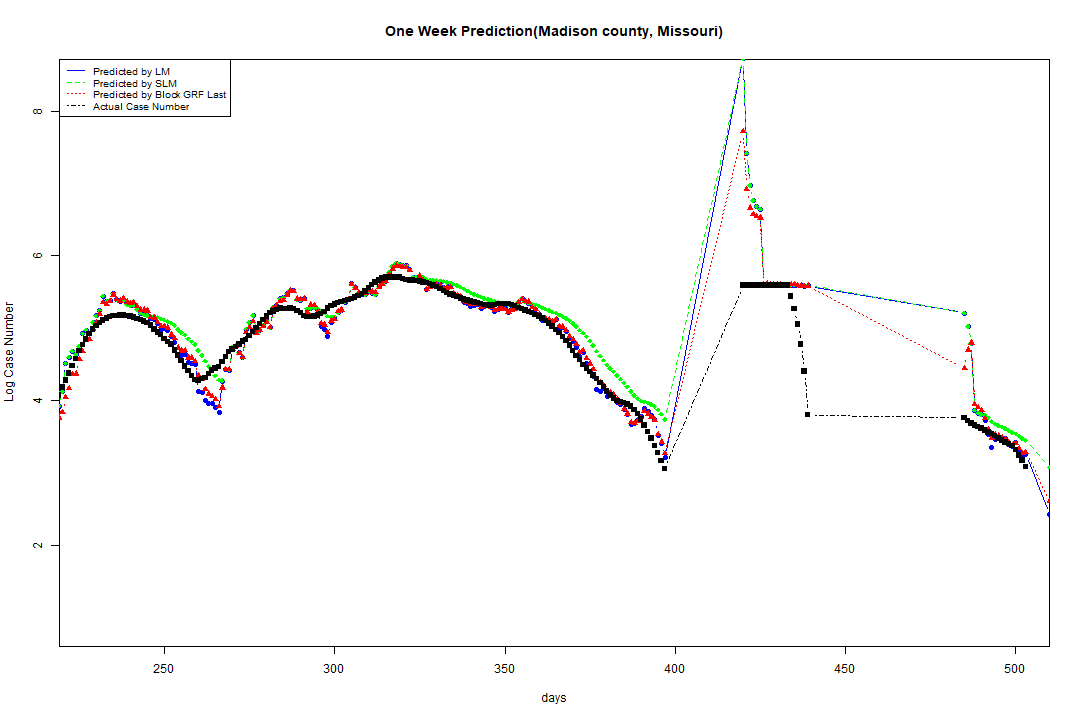 One Week Prediction(Madison county, Missouri)
Predicted by LM
Predicted by SLM
Predicted by Block GRF Last
Actual Case Number
8
6
4
2
Log Case Number
250 300 350 400 450 500
days